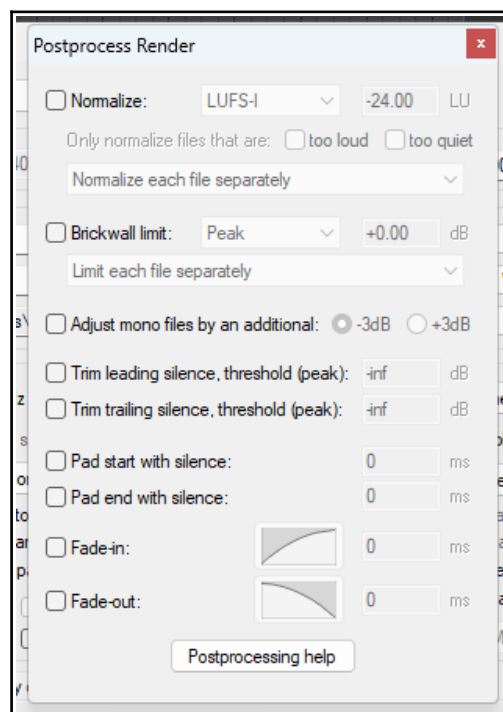 Postprocess Render x
Normalize: LUFS-I -24.00 LU
Only normalize files that are: too loud too quiet
Normalize each file separately
Brickwall limit: Peak +0.00 dB
Limit each file separately
Adjust mono files by an additional: -3dB +3dB
Trim leading silence, threshold (peak): -inf dB
Trim trailing silence, threshold (peak): -inf dB
Pad start with silence: 0 ms
Pad end with silence: 0 ms
Fade-in: 0 ms
Fade-out: 0 ms
Postprocessing help